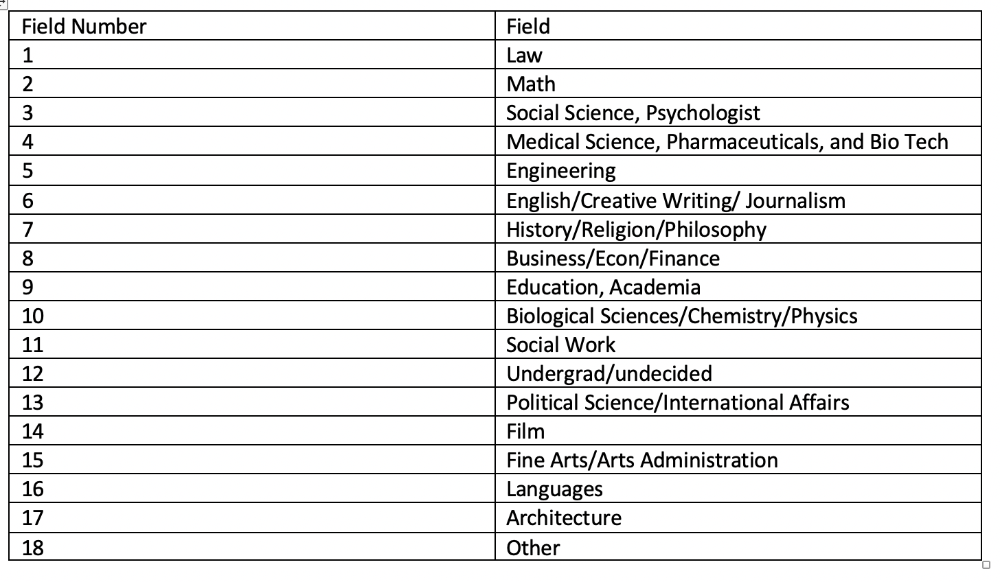 Field Number Field
1 Law
2 Math
3 Social Science, Psychologist
4 Medical Science, Pharmaceuticals, and Bio Tech
5 Engineering
6 English/Creative Writing/ Journalism
7 History/Religion/Philosophy
8 Business/Econ/Finance
9 Education, Academia
10 Biological Sciences/Chemistry/Physics
11 Social Work
12 Undergrad/undecided
13 Political Science/International Affairs
14 Film
15 Fine Arts/Arts Administration
16 Languages
17 Architecture
18 Other